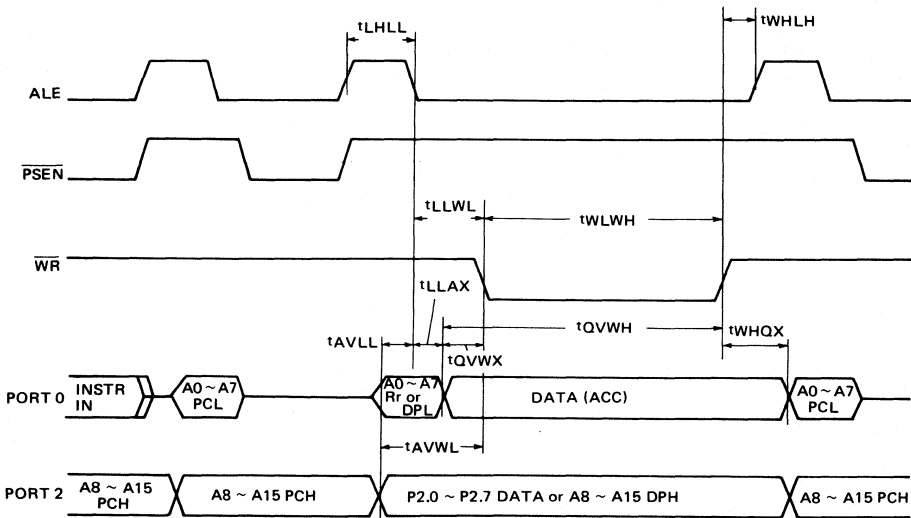 tLHLL
tWHLH
ALE
PSEN
tLLWL
tWLWH
WR
tLLAX
tQVWH
tAVLL
tQVWX
tWHQX
PORT 0
INSTR
IN
A0 ~ A7
PCL
A0 ~ A7
Rr or
DPL
DATA (ACC)
A0 ~ A7
PCL
tAVWL
PORT 2
A8 ~ A15
PCH
A8 ~ A15 PCH
P2.0 ~ P2.7 DATA or A8 ~ A15 DPH
A8 ~ A15 PCH